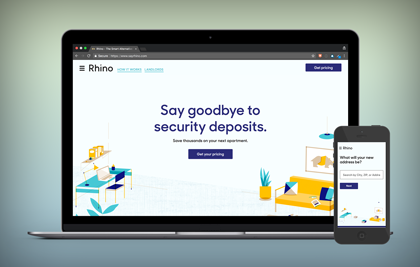 Rhino
HOW IT WORKS
LANDLORDS
Get pricing
Say goodbye to
security deposits.
Save thousands on your next apartment.
Get your pricing
Rhino
What will your new
address be?
Next